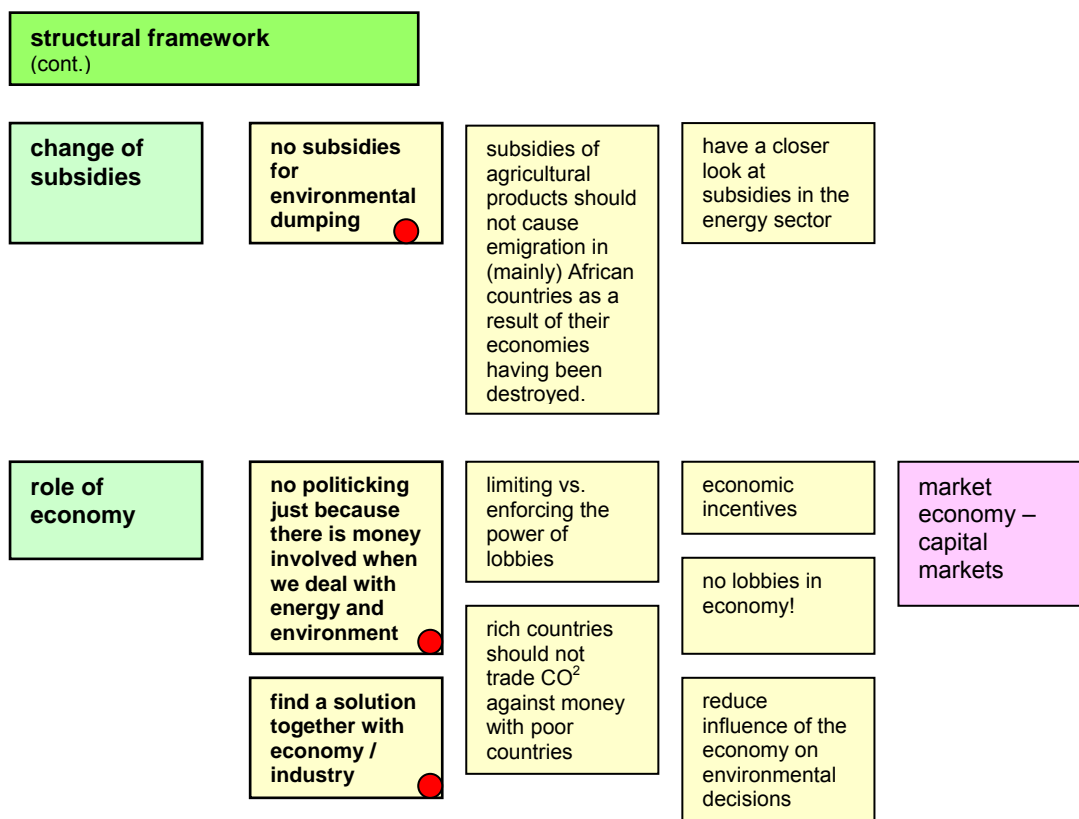 structural framework
(cont.)
change of
subsidies
no subsidies
for
environmental
dumping
subsidies of
agricultural
products should
not cause
emigration in
(mainly) African
countries as a
result of their
economies
having been
destroyed.
have a closer
look at
subsidies in the
energy sector
role of
economy
no politicking
just because
there is money
involved when
we deal with
energy and
environment
find a solution
together with
economy /
industry
limiting vs.
enforcing the
power of
lobbies
rich countries
should not
trade CO²
against money
with poor
countries
economic
incentives
no lobbies in
economy!
reduce
influence of the
economy on
environmental
decisions
market
economy –
capital
markets